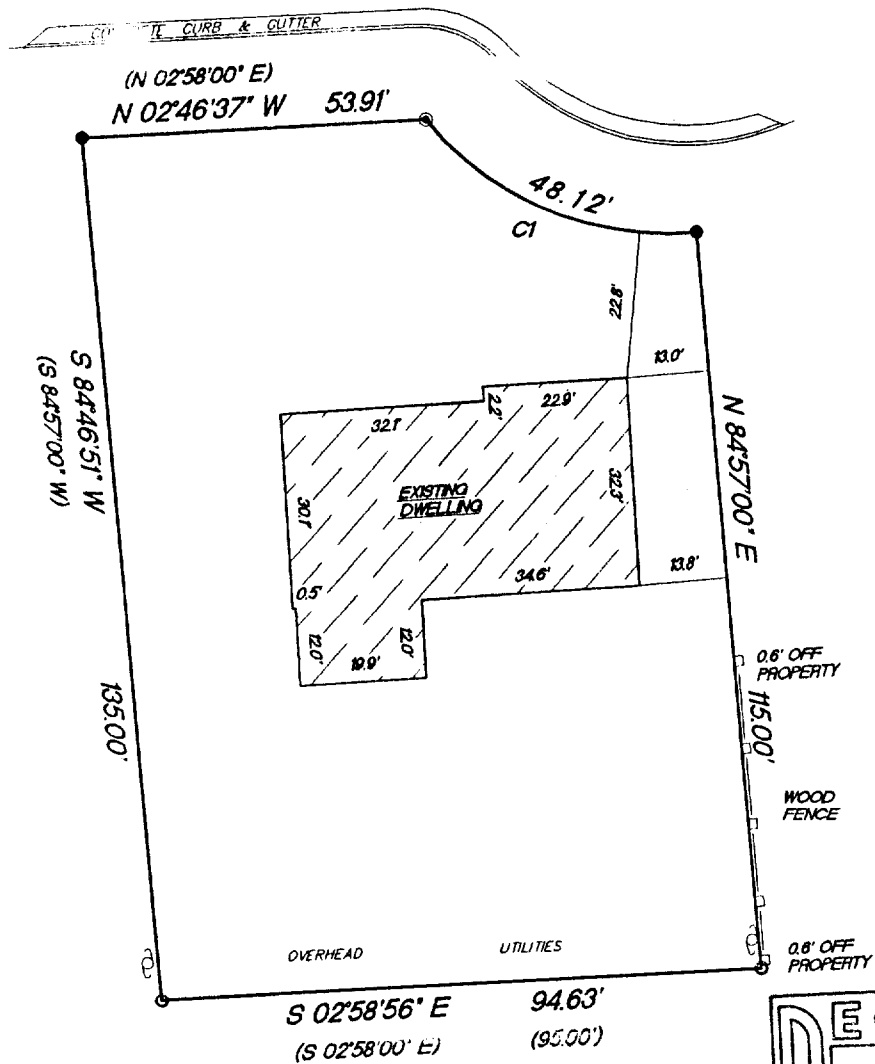 CURB & GUTTER
(N 02°58'00" E)
N 02°46'37" W 53.91'
48.12'
C1
22.8'
13.0'
S 84°46'51" W
(S 84°57'00" W)
N 84°57'00" E
32.1'
2.2'
22.9'
EXISTING
DWELLING
30.1'
32.3'
34.6'
13.8'
0.5'
12.0'
12.0'
19.9'
0.6' OFF
PROPERTY
135.00'
115.00'
WOOD
FENCE
OVERHEAD UTILITIES
0.6' OFF
PROPERTY
S 02°58'56" E 94.63'
(S 02°58'00" E) (95.00')